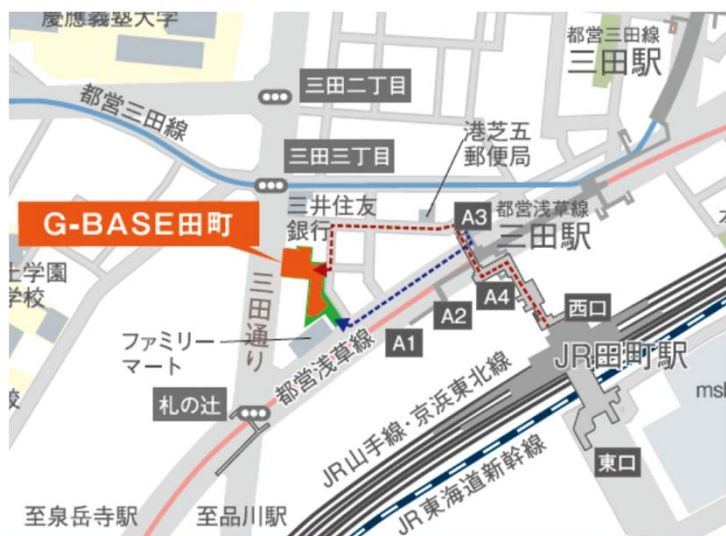 慶應義塾大学
都営三田線
三田駅
都営三田線
三田二丁目
三田三丁目
港芝五
郵便局
G-BASE田町
三井住友
銀行
A3
都営浅草線
三田駅
学園
学校
三田通り
A4
A2
A1
西口
ファミリー
マート
都営浅草線
JR田町駅
札の辻
JR山手線・京浜東北線
msb
東口
JR東海道新幹線
至泉岳寺駅
至品川駅